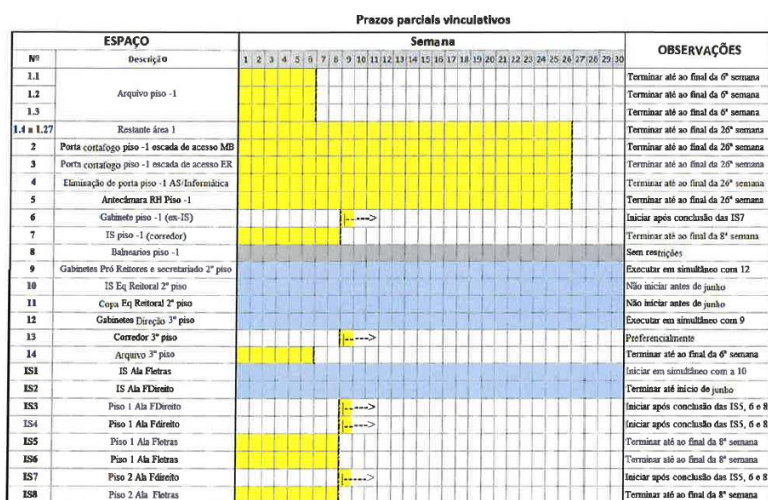 Prazos parciais vinculativos
ESPAÇO Semana OBSERVAÇÕES
Nº Descrição 1 2 3 4 5 6 7 8 9 10 11 12 13 14 15 16 17 18 19 20 21 22 23 24 25 26 27 28 29 30
1.1 Terminar até ao final da 6ª semana
1.2 Arquivo piso -1 Terminar até ao final da 6ª semana
1.3 Terminar até ao final da 6ª semana
1.4 a 1.27 Restante área 1 Terminar até ao final da 26ª semana
2 Porta cortafogo piso -1 escada de acesso MB Terminar até ao final da 26ª semana
3 Porta cortafogo piso -1 escada de acesso ER Terminar até ao final da 26ª semana
4 Eliminação de porta piso -1 AS/Informática Terminar até ao final da 26ª semana
5 Antecâmara RH Piso -1 Terminar até ao final da 26ª semana
6 Gabinete piso -1 (ex-IS) |-----> Iniciar após conclusão das IS7
7 IS piso -1 (corredor) Terminar até ao final da 8ª semana
8 Balnearios piso -1 Sem restrições
9 Gabinetes Pró Reitores e secretariado 2º piso Executar em simultâneo com 12
10 IS Eq Reitoral 2º piso Não iniciar antes de junho
11 Copa Eq Reitoral 2º piso Não iniciar antes de junho
12 Gabinetes Direção 3º piso Executar em simultâneo com 9
13 Corredor 3º piso |-----> Preferencialmente
14 Arquivo 3º piso Terminar até ao final da 6ª semana
IS1 IS Ala Fletras Iniciar em simultâneo com a 10
IS2 IS Ala FDireito Terminar até início de junho
IS3 Piso 1 Ala FDireito |-----> Iniciar após conclusão das IS5, 6 e 8
IS4 Piso 1 Ala Fdireito |-----> Iniciar após conclusão das IS5, 6 e 8
IS5 Piso 1 Ala Fletras Terminar até ao final da 8ª semana
IS6 Piso 1 Ala Fletras Terminar até ao final da 8ª semana
IS7 Piso 2 Ala Fdireito |-----> Iniciar após conclusão das IS5, 6 e 8
IS8 Piso 2 Ala Fletras Terminar até ao final da 8ª semana